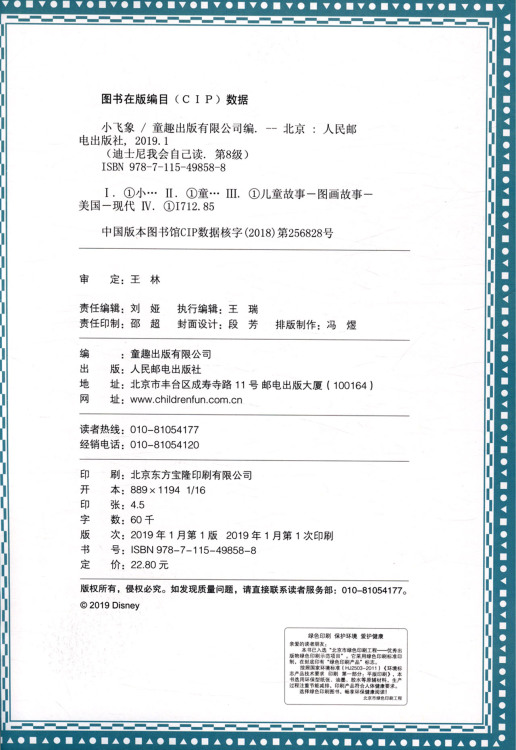 图书在版编目(CIP)数据
小飞象 / 童趣出版有限公司编. -- 北京 : 人民邮
电出版社, 2019.1
(迪士尼我会自己读. 第8级)
ISBN 978-7-115-49858-8
Ⅰ. ①小… Ⅱ. ①童… Ⅲ. ①儿童故事－图画故事－
美国－现代 Ⅳ. ①I712.85
中国版本图书馆CIP数据核字(2018)第256828号
审 定：王 林
责任编辑：刘 娅 执行编辑：王 瑞
责任印制：邵 超 封面设计：段 芳 排版制作：冯 煜
编 ：童趣出版有限公司
出 版：人民邮电出版社
地 址：北京市丰台区成寿寺路 11 号邮电出版大厦（100164）
网 址：www.childrenfun.com.cn
读者热线：010-81054177
经销电话：010-81054120
印 刷：北京东方宝隆印刷有限公司
开 本：889×1194 1/16
印 张：4.5
字 数：60 千
版 次：2019 年 1 月第 1 版 2019 年 1 月第 1 次印刷
书 号：ISBN 978-7-115-49858-8
定 价：22.80 元
版权所有，侵权必究。如发现质量问题，请直接联系读者服务部：010-81054177。
© 2019 Disney
绿色印刷 保护环境 爱护健康
亲爱的读者朋友：
本书已入选“北京市绿色印刷工程——优秀出
版物绿色印刷示范项目”。它采用绿色印刷标准印
制，在封底印有“绿色印刷产品”标志。
按照国家环境标准（HJ2503-2011）《环境标
志产品技术要求 印刷 第一部分：平版印刷》，本
书选用环保型纸张、油墨、胶水等原辅材料，生产
过程注重节能减排，印刷产品符合人体健康要求。
选择绿色印刷图书，畅享环保健康阅读！
北京市绿色印刷工程